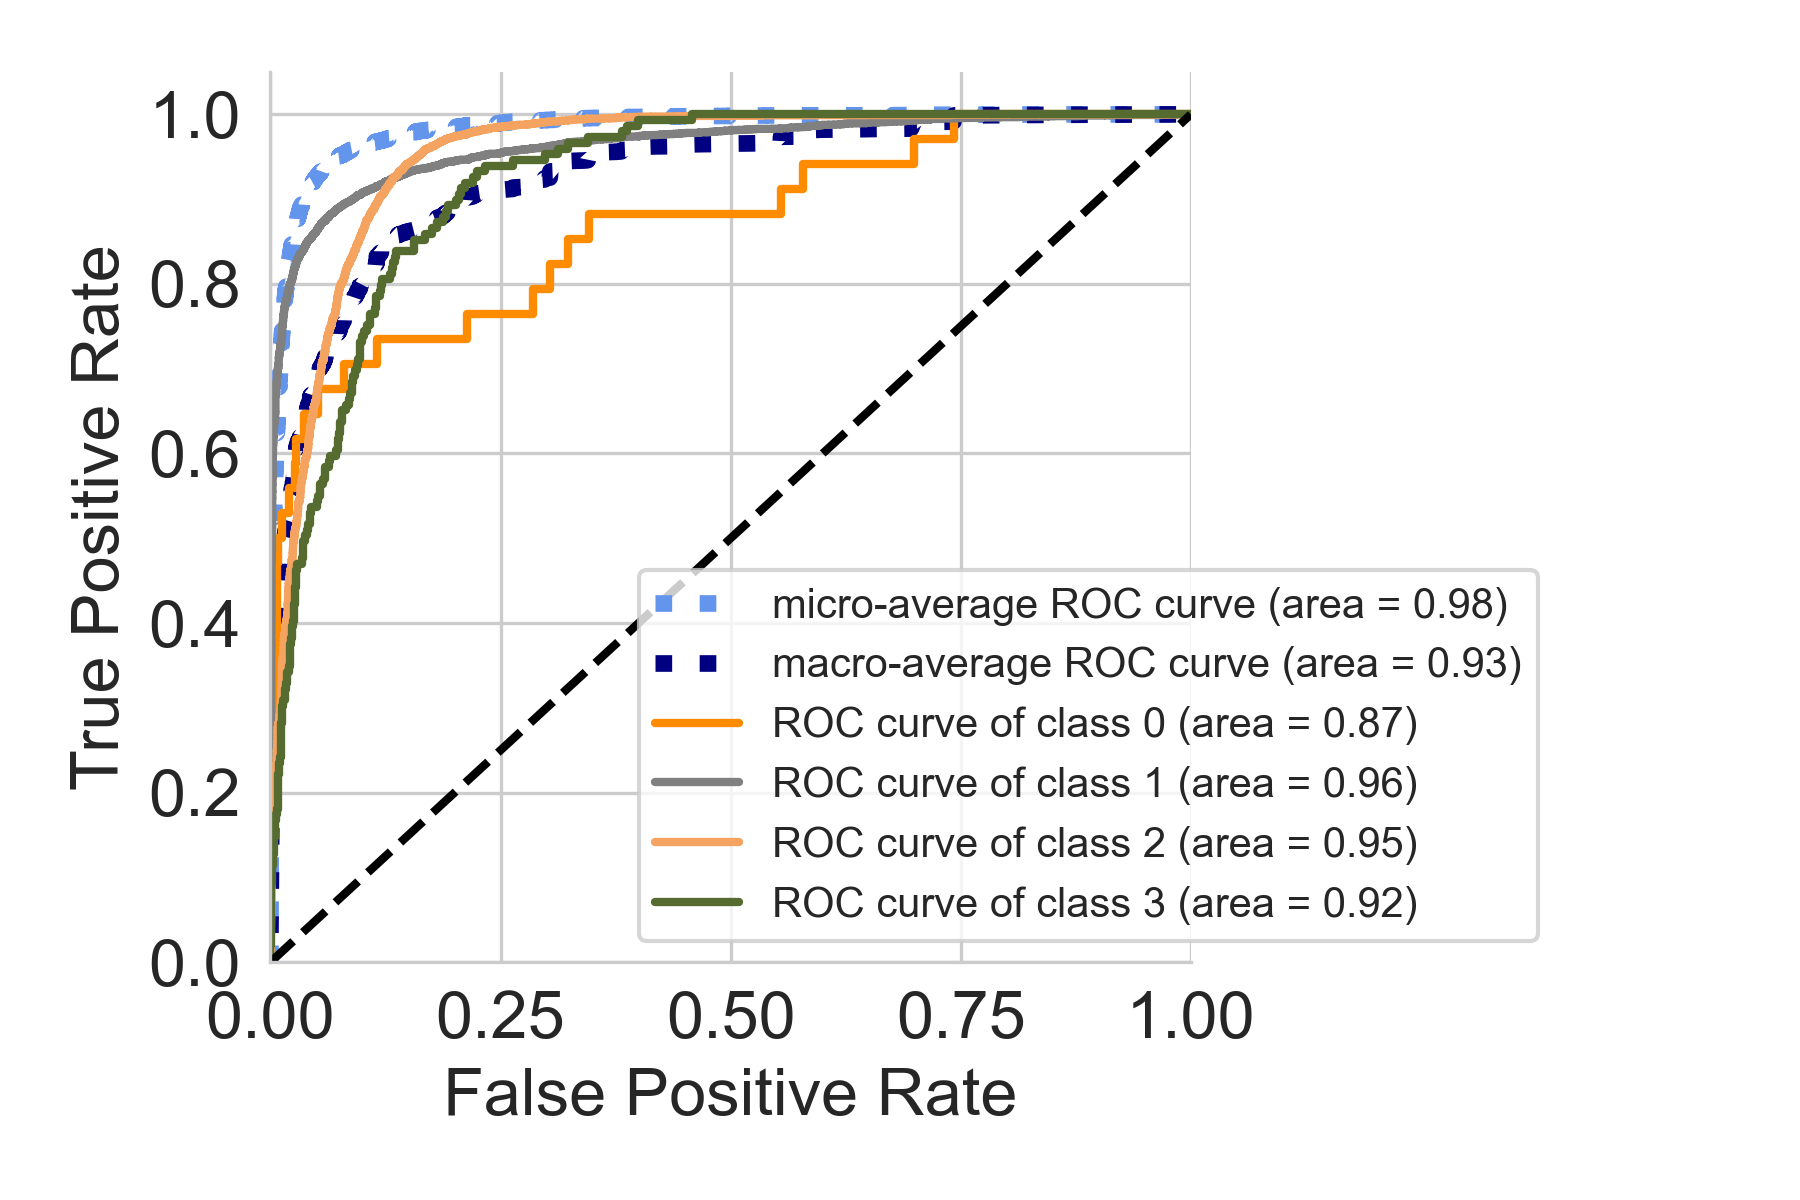 1.0
0.8
0.6
0.4
0.2
0.0
True Positive Rate
0.00 0.25 0.50 0.75 1.00
False Positive Rate
micro-average ROC curve (area = 0.98)
macro-average ROC curve (area = 0.93)
ROC curve of class 0 (area = 0.87)
ROC curve of class 1 (area = 0.96)
ROC curve of class 2 (area = 0.95)
ROC curve of class 3 (area = 0.92)